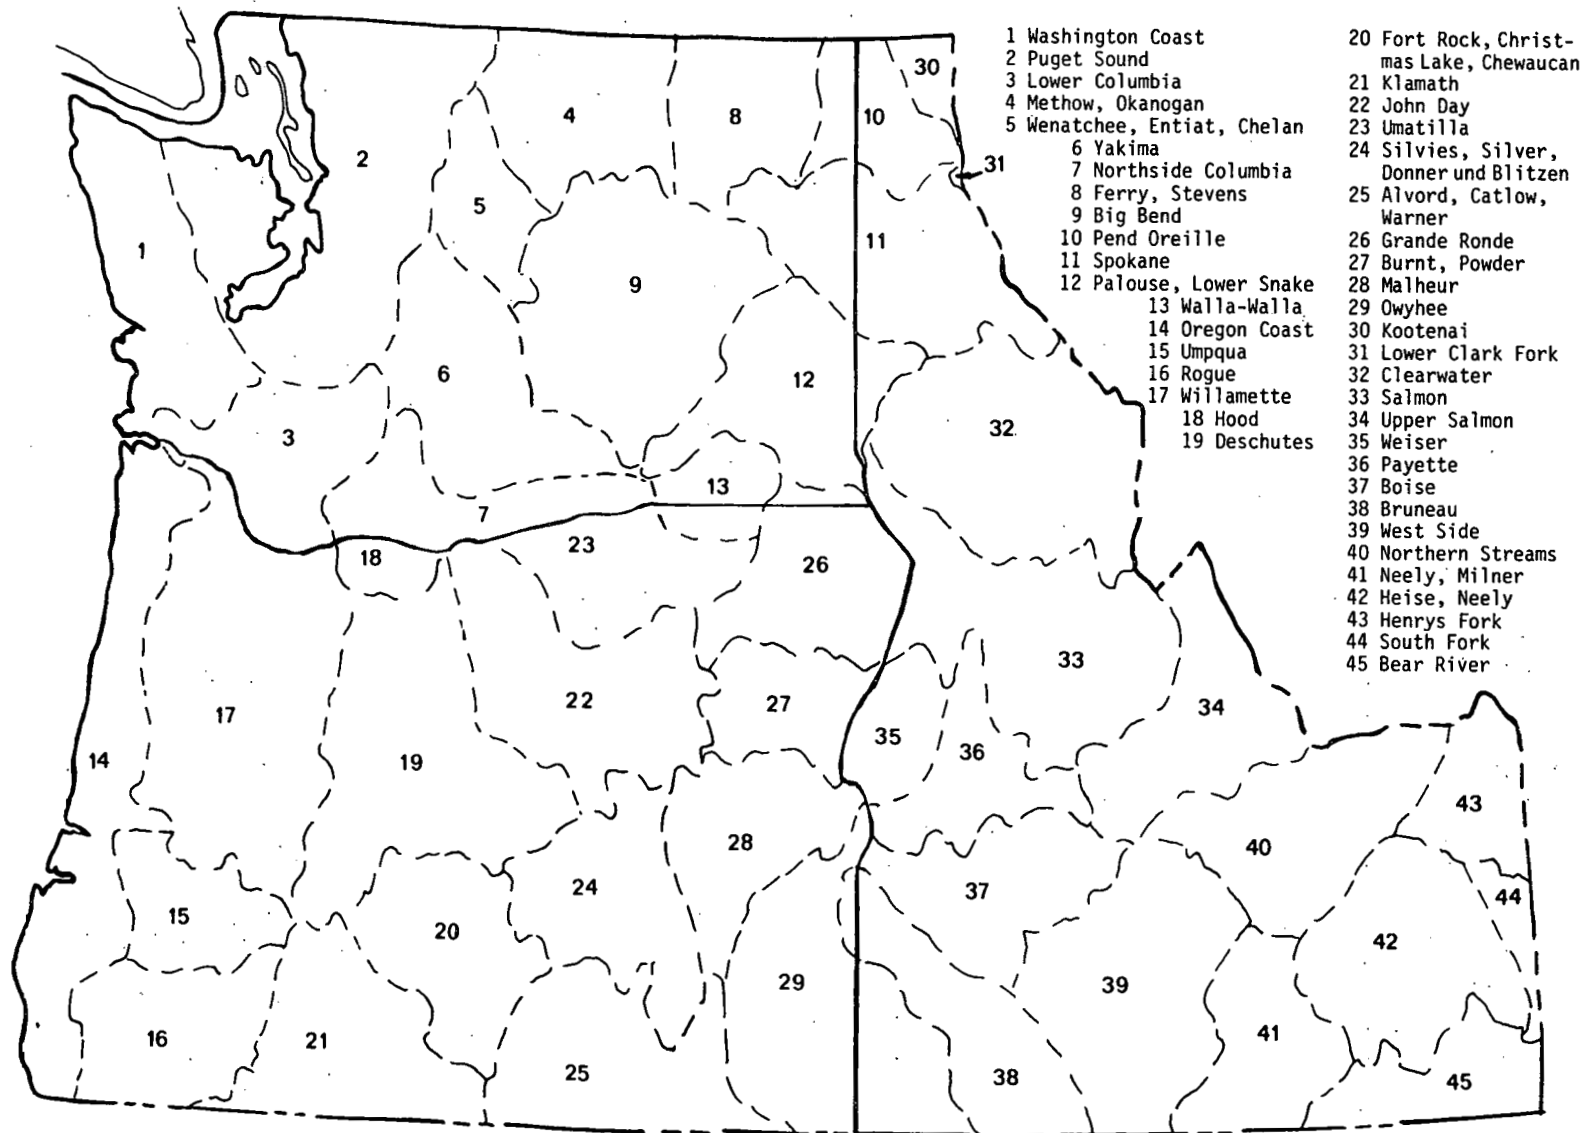 1 Washington Coast
2 Puget Sound
3 Lower Columbia
4 Methow, Okanogan
5 Wenatchee, Entiat, Chelan
6 Yakima
7 Northside Columbia
8 Ferry, Stevens
9 Big Bend
10 Pend Oreille
11 Spokane
12 Palouse, Lower Snake
13 Walla-Walla
14 Oregon Coast
15 Umpqua
16 Rogue
17 Willamette
18 Hood
19 Deschutes
20 Fort Rock, Christ-
mas Lake, Chewaucan
21 Klamath
22 John Day
23 Umatilla
24 Silvies, Silver,
Donner und Blitzen
25 Alvord, Catlow,
Warner
26 Grande Ronde
27 Burnt, Powder
28 Malheur
29 Owyhee
30 Kootenai
31 Lower Clark Fork
32 Clearwater
33 Salmon
34 Upper Salmon
35 Weiser
36 Payette
37 Boise
38 Bruneau
39 West Side
40 Northern Streams
41 Neely, Milner
42 Heise, Neely
43 Henrys Fork
44 South Fork
45 Bear River
30
4
8
10
2
31
5
1
11
9
6
12
3
32
13
7
23
18
26
33
22
27
17
34
35
36
14
19
43
28
40
24
37
44
15
20
42
29
39
16
21
41
25
38
45